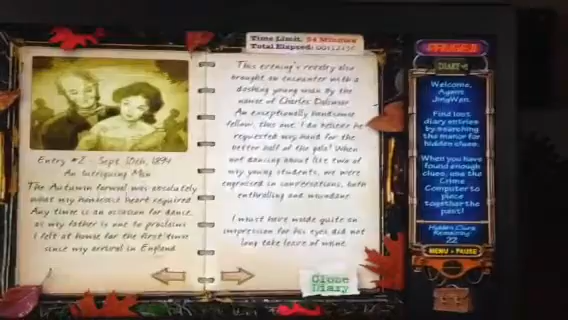 Time Limit: 54 Minutes
Total Elapsed:
This evening's revelry also
brought an encounter with a
dashing young man by the
name of Charles Dalimar
An exceptionally handsome
fellow, this one. I do believe he
requested my hand for the
better half of the gala! When
not dancing about like two of
my young students, we were
engrossed in conversations, both
enthralling and mundane.
I must have made quite an
impression for his eyes did not
long take leave of mine.
Entry #2 - Sept. 10th, 1894
An Intriguing Man
The Autumn formal was absolutely
what my homesick heart required.
Any time is an occasion for dance,
as my father is one to proclaim.
I felt at home for the first time
since my arrival in England.
Close
Diary
PAUSED
DIARY
Welcome,
Agent
JingWen.
Find lost
diary entries
by searching
the manor for
hidden clues.
When you have
found enough
clues, use the
Crime
Computer to
piece
together the
past!
Hidden Clues
Remaining
22
MENU • PAUSE